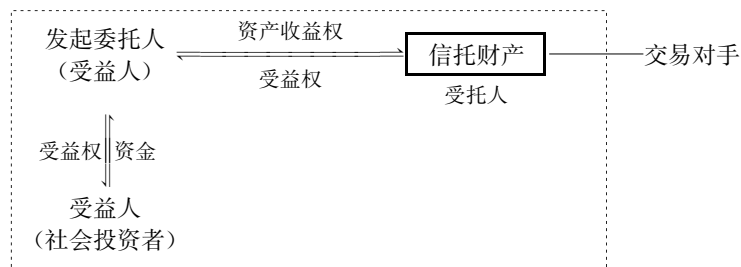 资产收益权
发起委托人
（受益人）
信托财产
交易对手
受益权
受托人
受益权
资金
受益人
（社会投资者）